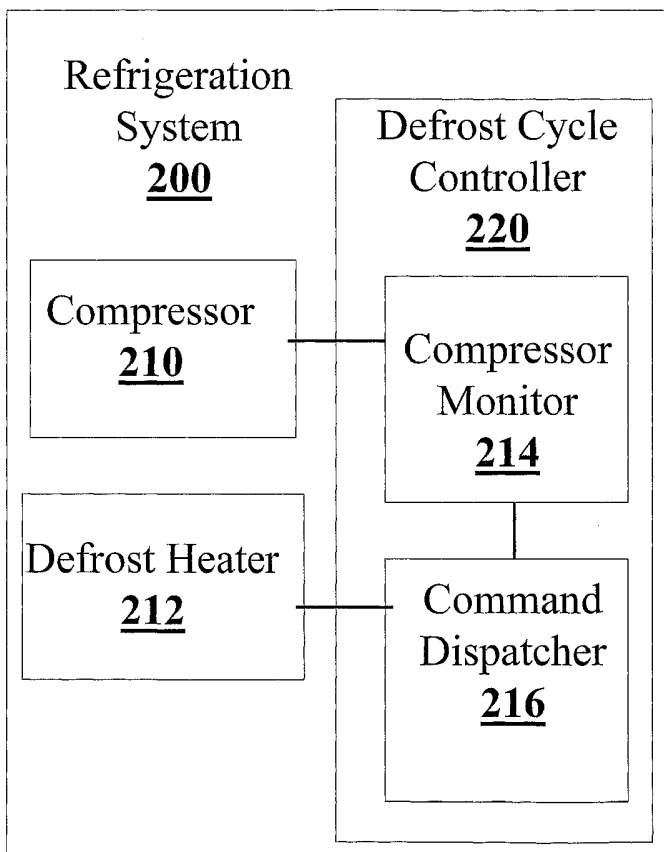 Refrigeration
System
200
Defrost Cycle
Controller
220
Compressor
210
Compressor
Monitor
214
Defrost Heater
212
Command
Dispatcher
216